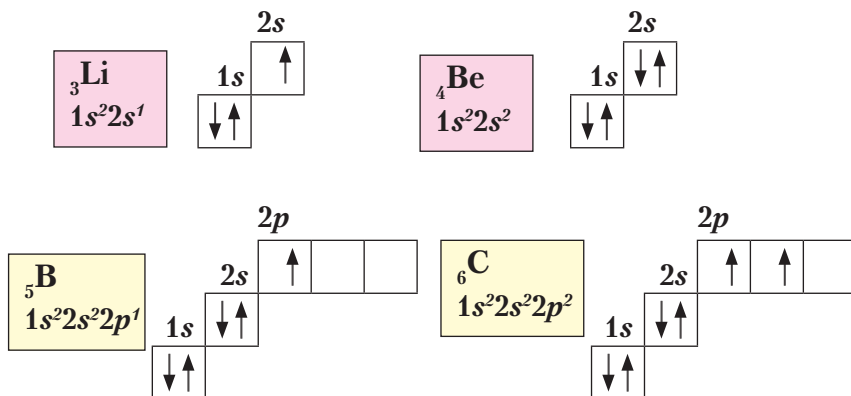 2s
1s
₃Li
1s²2s¹
2s
1s
₄Be
1s²2s²
2p
2s
1s
₅B
1s²2s²2p¹
2p
2s
1s
₆C
1s²2s²2p²